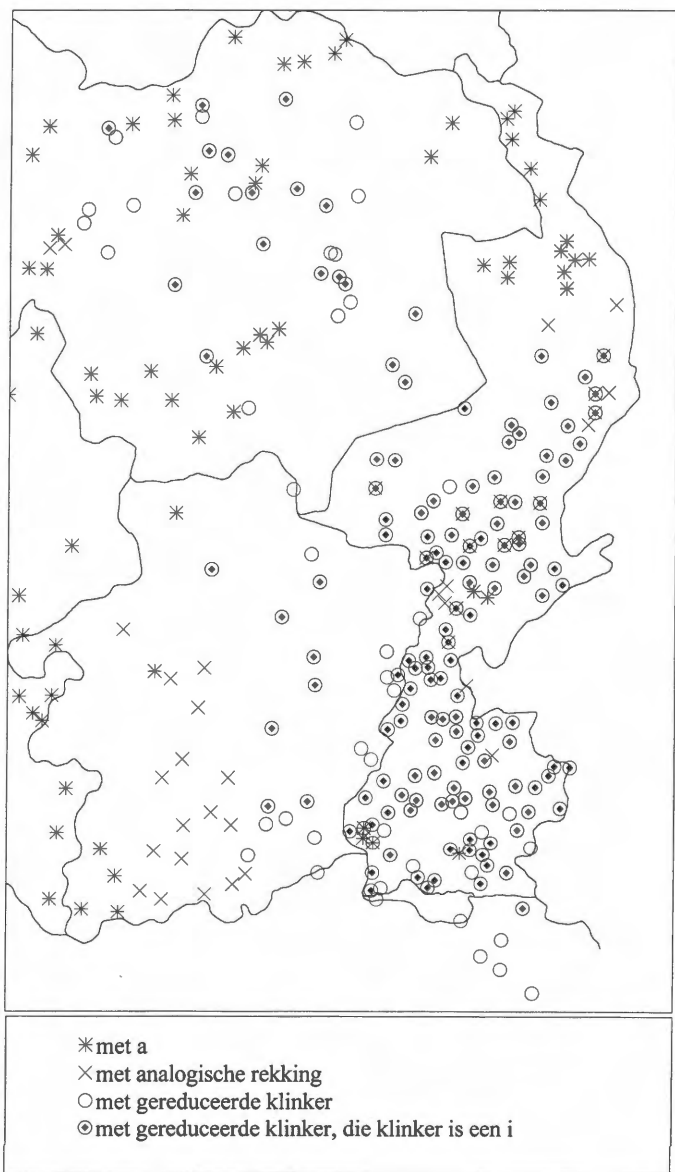 met a
met analogische rekking
met gereduceerde klinker
met gereduceerde klinker, die klinker is een i